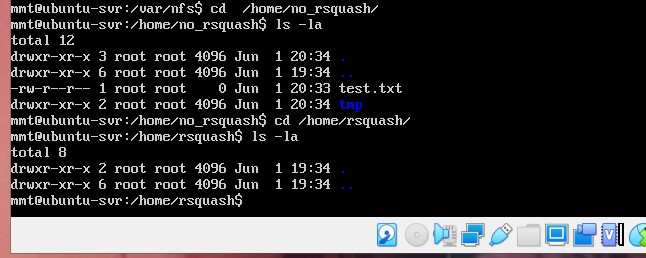 mmt@ubuntu-svr:/var/nfs$ cd  /home/no_rsquash/
mmt@ubuntu-svr:/home/no_rsquash$ ls -la
total 12
drwxr-xr-x 3 root root 4096 Jun  1 20:34 .
drwxr-xr-x 6 root root 4096 Jun  1 19:34 ..
-rw-r--r-- 1 root root    0 Jun  1 20:33 test.txt
drwxr-xr-x 2 root root 4096 Jun  1 20:34 tmp
mmt@ubuntu-svr:/home/no_rsquash$ cd /home/rsquash/
mmt@ubuntu-svr:/home/rsquash$ ls -la
total 8
drwxr-xr-x 2 root root 4096 Jun  1 19:34 .
drwxr-xr-x 6 root root 4096 Jun  1 19:34 ..
mmt@ubuntu-svr:/home/rsquash$